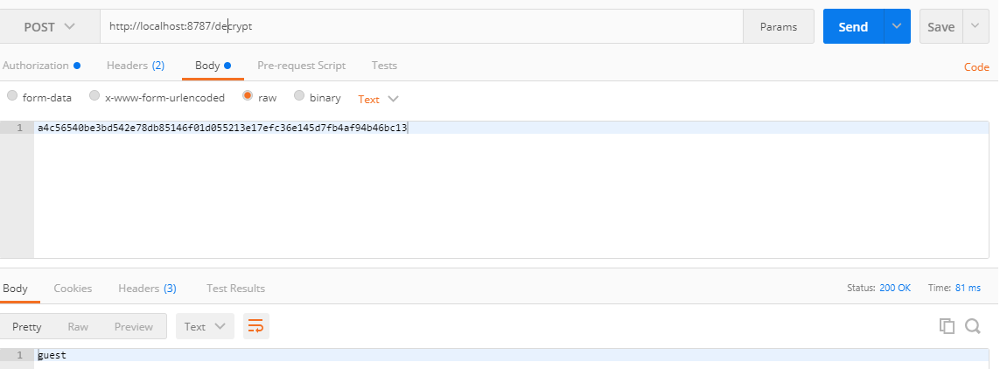 POST http://localhost:8787/decrypt Params Send Save
Authorization Headers (2) Body Pre-request Script Tests Code
form-data x-www-form-urlencoded raw binary Text
1 a4c56540be3bd542e78db85146f01d055213e17efc36e145d7fb4af94b46bc13
Body Cookies Headers (3) Test Results Status: 200 OK Time: 81 ms
Pretty Raw Preview Text
1 guest